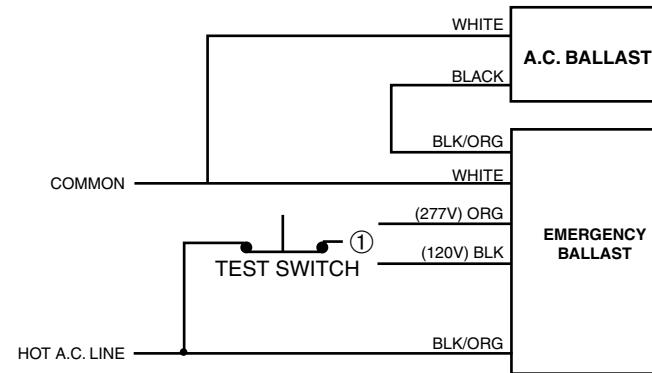 WHITE
A.C. BALLAST
BLACK
BLK/ORG
COMMON
WHITE
(277V) ORG
①
TEST SWITCH
(120V) BLK
EMERGENCY
BALLAST
HOT A.C. LINE
BLK/ORG